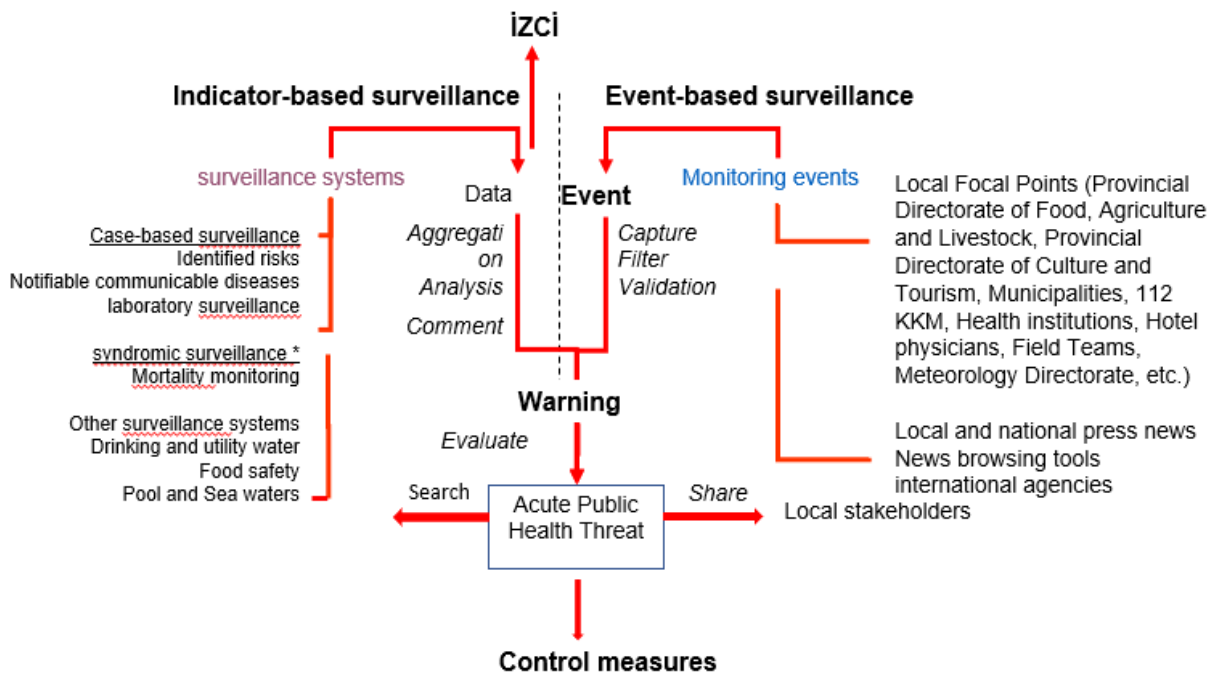 İZCİ
Indicator-based surveillance
Event-based surveillance
surveillance systems
Case-based surveillance
Identified risks
Notifiable communicable diseases
laboratory surveillance
syndromic surveillance *
Mortality monitoring
Other surveillance systems
Drinking and utility water
Food safety
Pool and Sea waters
Data
Aggregati
on
Analysis
Comment
Event
Capture
Filter
Validation
Monitoring events
Local Focal Points (Provincial
Directorate of Food, Agriculture
and Livestock, Provincial
Directorate of Culture and
Tourism, Municipalities, 112
KKM, Health institutions, Hotel
physicians, Field Teams,
Meteorology Directorate, etc.)
Local and national press news
News browsing tools
international agencies
Warning
Evaluate
Search
Acute Public
Health Threat
Share
Local stakeholders
Control measures